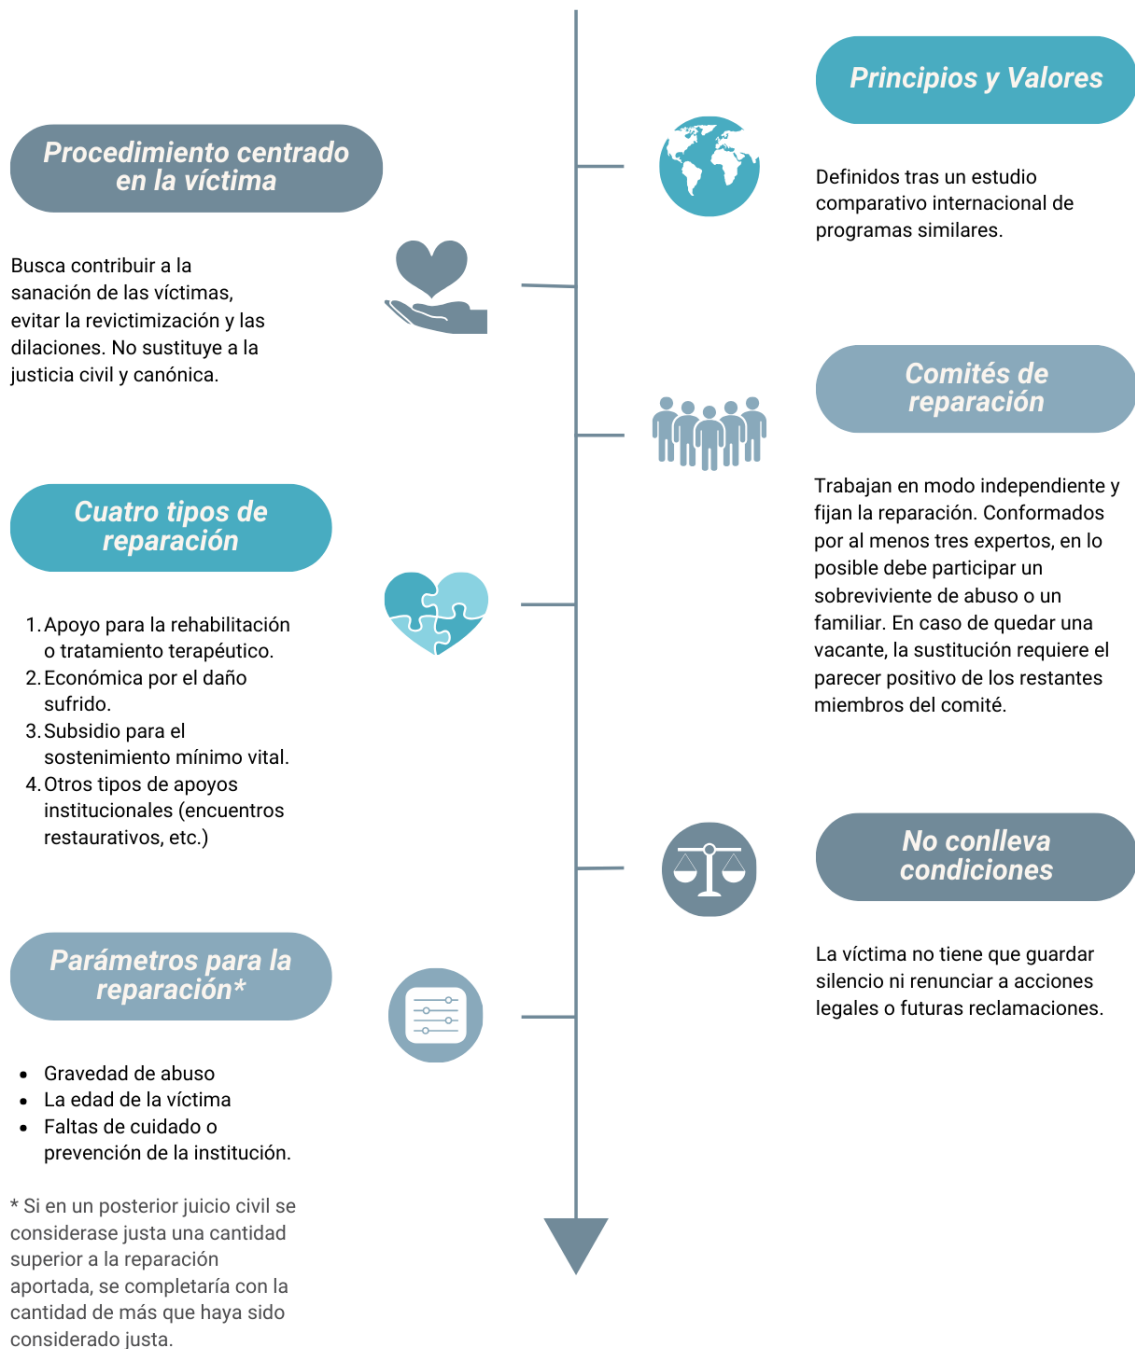 Principios y Valores
Definidos tras un estudio
comparativo internacional de
programas similares.
Procedimiento centrado
en la víctima
Busca contribuir a la
sanación de las víctimas,
evitar la revictimización y las
dilaciones. No sustituye a la
justicia civil y canónica.
Comités de
reparación
Trabajan en modo independiente y
fijan la reparación. Conformados
por al menos tres expertos, en lo
posible debe participar un
sobreviviente de abuso o un
familiar. En caso de quedar una
vacante, la sustitución requiere el
parecer positivo de los restantes
miembros del comité.
Cuatro tipos de
reparación
1. Apoyo para la rehabilitación
o tratamiento terapéutico.
2. Económica por el daño
sufrido.
3. Subsidio para el
sostenimiento mínimo vital.
4. Otros tipos de apoyos
institucionales (encuentros
restaurativos, etc.)
No conlleva
condiciones
La víctima no tiene que guardar
silencio ni renunciar a acciones
legales o futuras reclamaciones.
Parámetros para la
reparación*
• Gravedad de abuso
• La edad de la víctima
• Faltas de cuidado o
prevención de la institución.
* Si en un posterior juicio civil se
considerase justa una cantidad
superior a la reparación
aportada, se completaría con la
cantidad de más que haya sido
considerado justa.